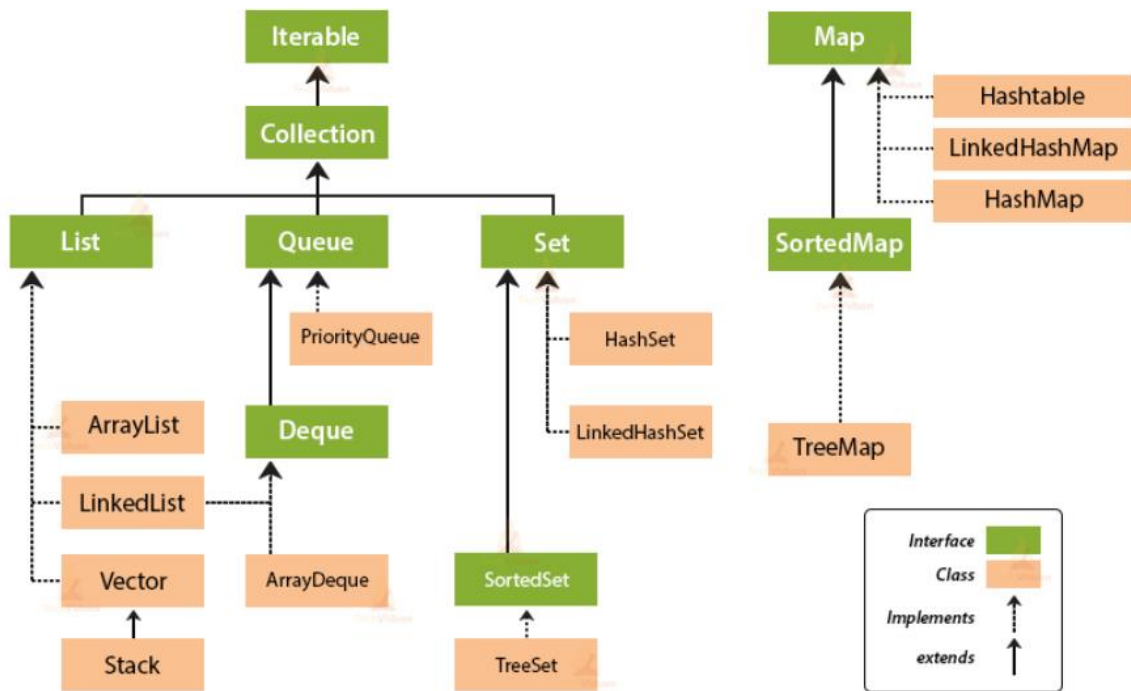 Iterable
Map
Collection
Hashtable
LinkedHashMap
HashMap
List
Queue
Set
SortedMap
PriorityQueue
HashSet
ArrayList
Deque
LinkedHashSet
TreeMap
LinkedList
Vector
ArrayDeque
SortedSet
Stack
TreeSet
Interface
Class
Implements
extends